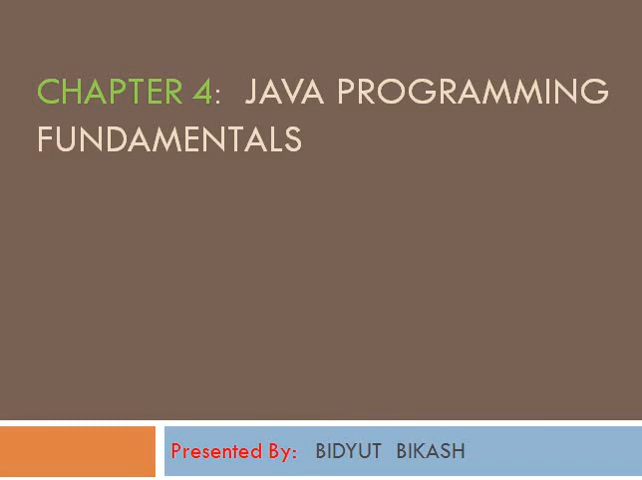 CHAPTER 4: JAVA PROGRAMMING
FUNDAMENTALS
Presented By: BIDYUT BIKASH